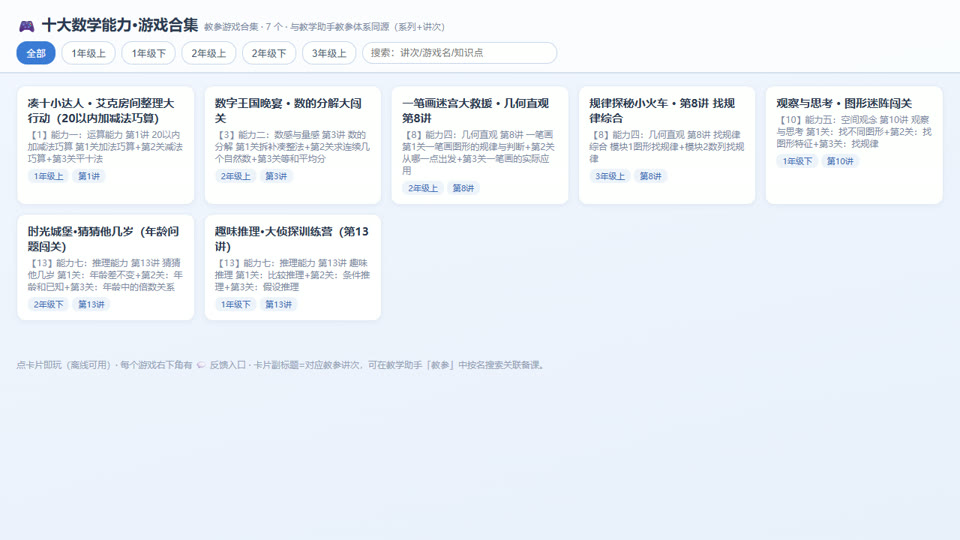 十大数学能力·游戏合集 教参游戏合集 · 7 个 · 与教学助手教参体系同源（系列+讲次）
全部 1年级上 1年级下 2年级上 2年级下 3年级上 搜索：讲次/游戏名/知识点
凑十小达人 · 艾克房间整理大
行动（20以内加减法巧算）
【1】能力一：运算能力 第1讲 20以内
加减法巧算 第1关加法巧算+第2关减法
巧算+第3关平十法
1年级上 第1讲
数字王国晚宴 · 数的分解大闯
关
【3】能力二：数感与量感 第3讲 数的
分解 第1关拆补凑整法+第2关求连续几
个自然数+第3关等和平均分
2年级上 第3讲
一笔画迷宫大救援 · 几何直观
第8讲
【8】能力四：几何直观 第8讲 一笔画
第1关一笔画图形的规律与判断+第2关
从哪一点出发+第3关一笔画的实际应
用
2年级上 第8讲
规律探秘小火车 · 第8讲 找规
律综合
【8】能力四：几何直观 第8讲 找规律
综合 模块1图形找规律+模块2数列找规
律
3年级上 第8讲
观察与思考 · 图形迷阵闯关
【10】能力五：空间观念 第10讲 观察
与思考 第1关：找不同图形+第2关：找
图形特征+第3关：找规律
1年级下 第10讲
时光城堡·猜猜他几岁（年龄问
题闯关）
【13】能力七：推理能力 第13讲 猜猜
他几岁 第1关：年龄差不变+第2关：年
龄和已知+第3关：年龄中的倍数关系
2年级下 第13讲
趣味推理·大侦探训练营（第13
讲）
【13】能力七：推理能力 第13讲 趣味
推理 第1关：比较推理+第2关：条件推
理+第3关：假设推理
1年级下 第13讲
点卡片即玩（离线可用）· 每个游戏右下角有 反馈入口 · 卡片副标题=对应教参讲次，可在教学助手「教参」中按名搜索关联备课。